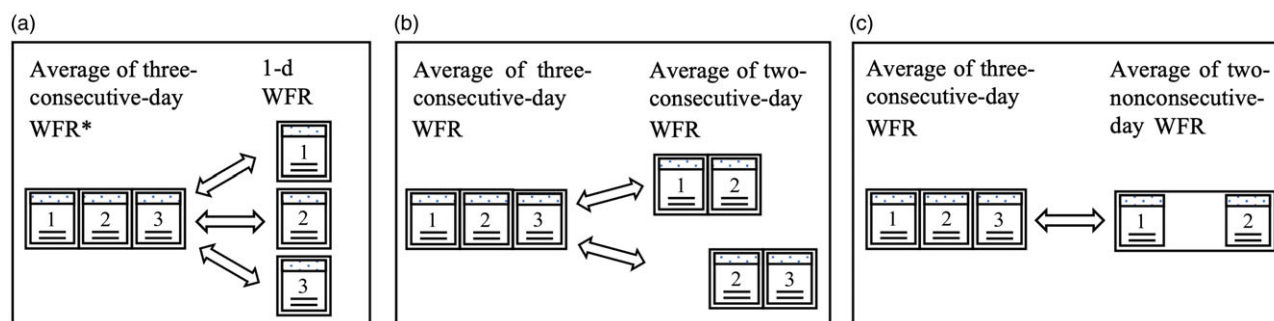 (a)
Average of three-
consecutive-day
WFR*
1-d
WFR
1
2
3
1
2
3
(b)
Average of three-
consecutive-day
WFR
Average of two-
consecutive-day
WFR
1
2
3
1
2
2
3
(c)
Average of three-
consecutive-day
WFR
Average of two-
nonconsecutive-
day WFR
1
2
3
1
2